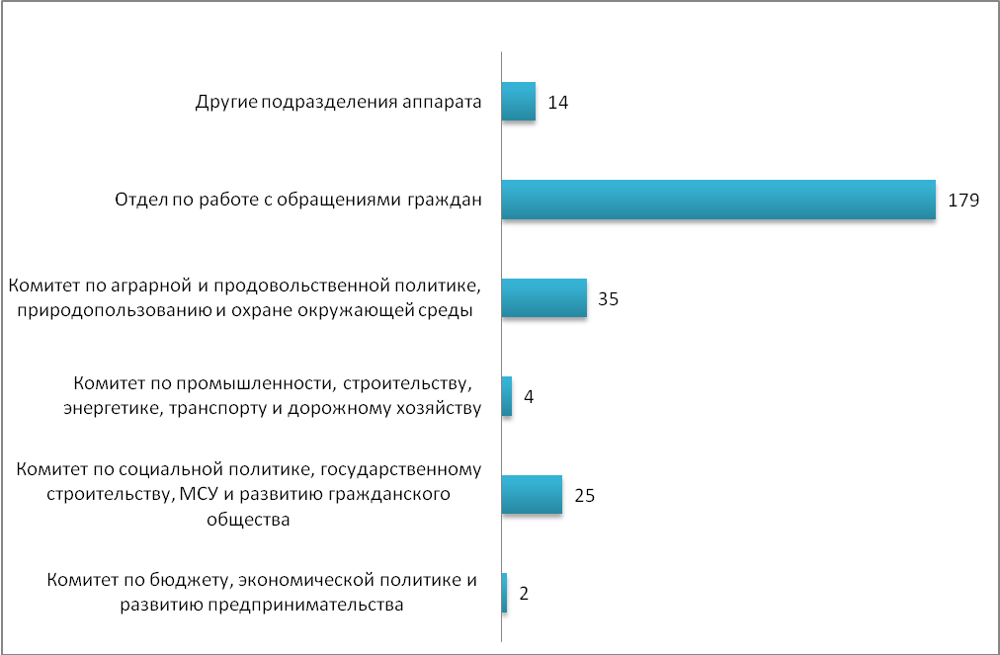 Другие подразделения аппарата
14
Отдел по работе с обращениями граждан
179
Комитет по аграрной и продовольственной политике,
природопользованию и охране окружающей среды
35
Комитет по промышленности, строительству,
энергетике, транспорту и дорожному хозяйству
4
Комитет по социальной политике, государственному
строительству, МСУ и развитию гражданского
общества
25
Комитет по бюджету, экономической политике и
развитию предпринимательства
2